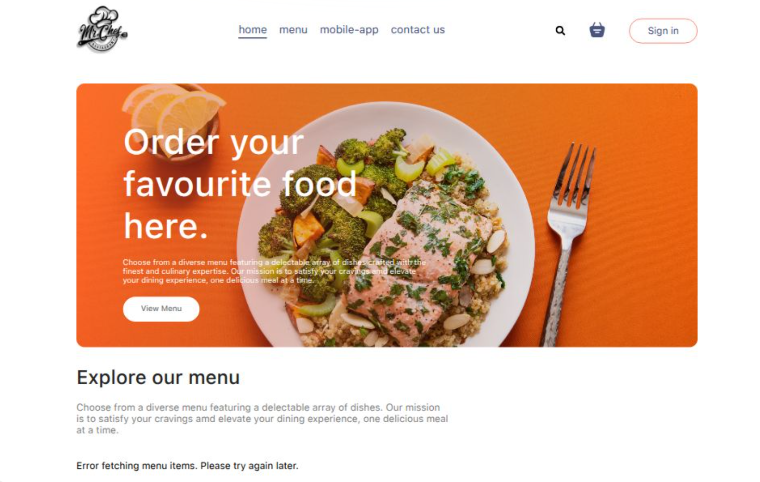 Mr Chef
home menu mobile-app contact us
Sign in
Order your
favourite food
here.
Choose from a diverse menu featuring a delectable array of dishes crafted with the
finest and culinary expertise. Our mission is to satisfy your cravings amd elevate
your dining experience, one delicious meal at a time.
View Menu
Explore our menu
Choose from a diverse menu featuring a delectable array of dishes. Our mission
is to satisfy your cravings amd elevate your dining experience, one delicious meal
at a time.
Error fetching menu items. Please try again later.